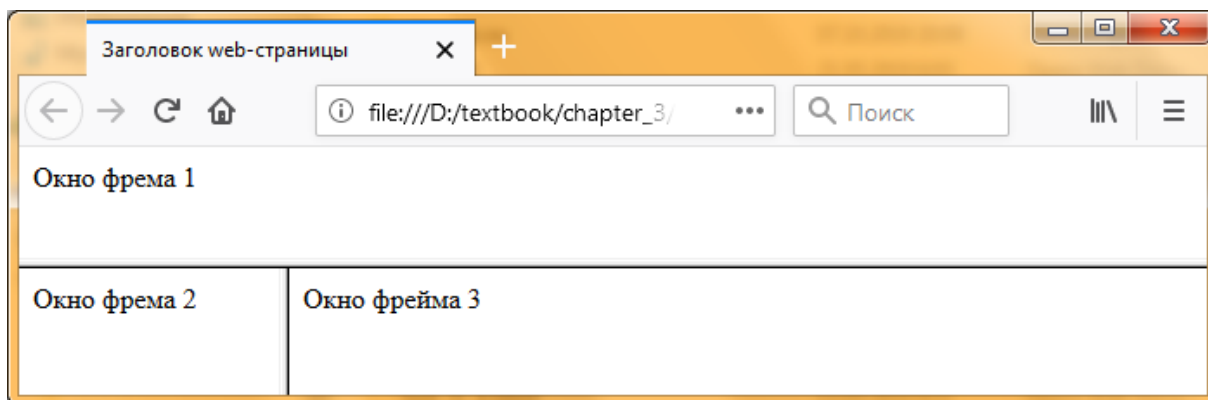 Заголовок web-страницы
file:///D:/textbook/chapter_3/
Поиск
Окно фрема 1
Окно фрема 2
Окно фрейма 3